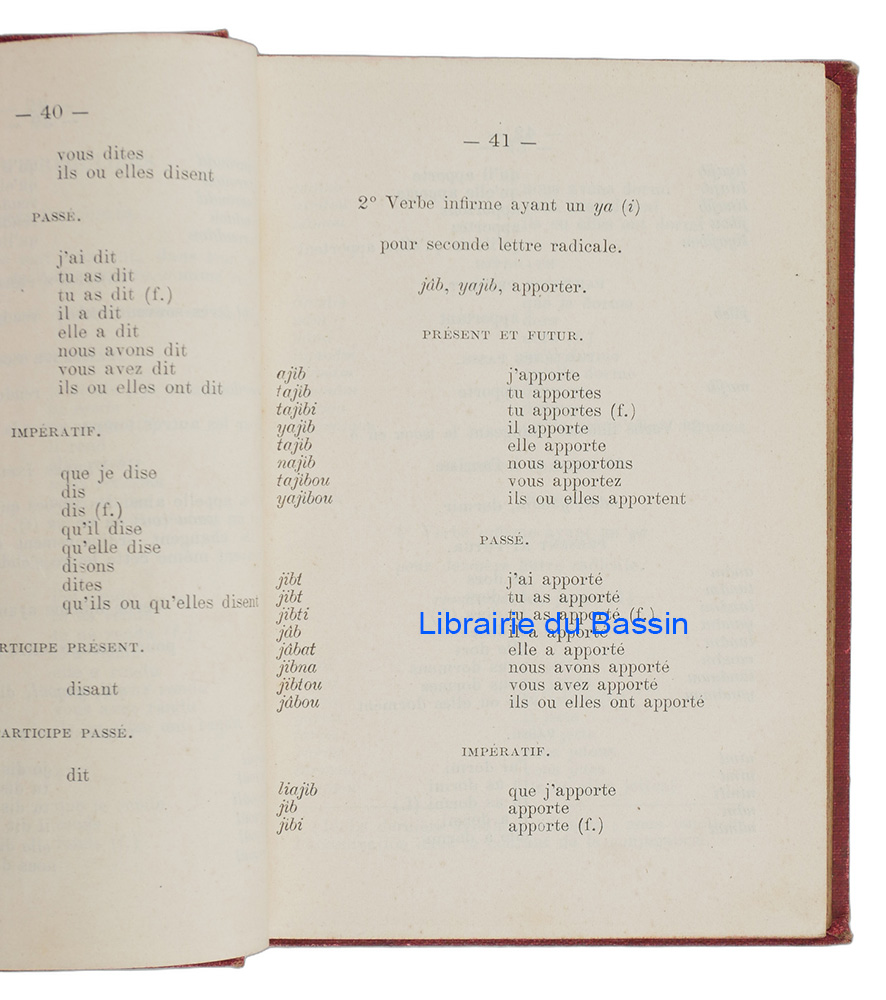 — 40 —
vous dites
ils ou elles disent
PASSÉ.
j'ai dit
tu as dit
tu as dit (f.)
il a dit
elle a dit
nous avons dit
vous avez dit
ils ou elles ont dit
IMPÉRATIF.
que je dise
dis
dis (f.)
qu'il dise
qu'elle dise
disons
dites
qu'ils ou qu'elles disent
RTICIPE PRÉSENT.
disant
ARTICIPE PASSÉ.
dit
— 41 —
2° Verbe infirme ayant un ya (i)
pour seconde lettre radicale.
jâb, yajib, apporter.
PRÉSENT ET FUTUR.
ajib j'apporte
tajib tu apportes
tajibi tu apportes (f.)
yajib il apporte
tajib elle apporte
najib nous apportons
tajibou vous apportez
yajibou ils ou elles apportent
PASSÉ.
jibt j'ai apporté
jibt tu as apporté
jibti tu as apporté (f.)
Librairie du Bassin
jâb il a apporté
jâbat elle a apporté
jibna nous avons apporté
jibtou vous avez apporté
jâbou ils ou elles ont apporté
IMPÉRATIF.
liajib que j'apporte
jib apporte
jibi apporte (f.)